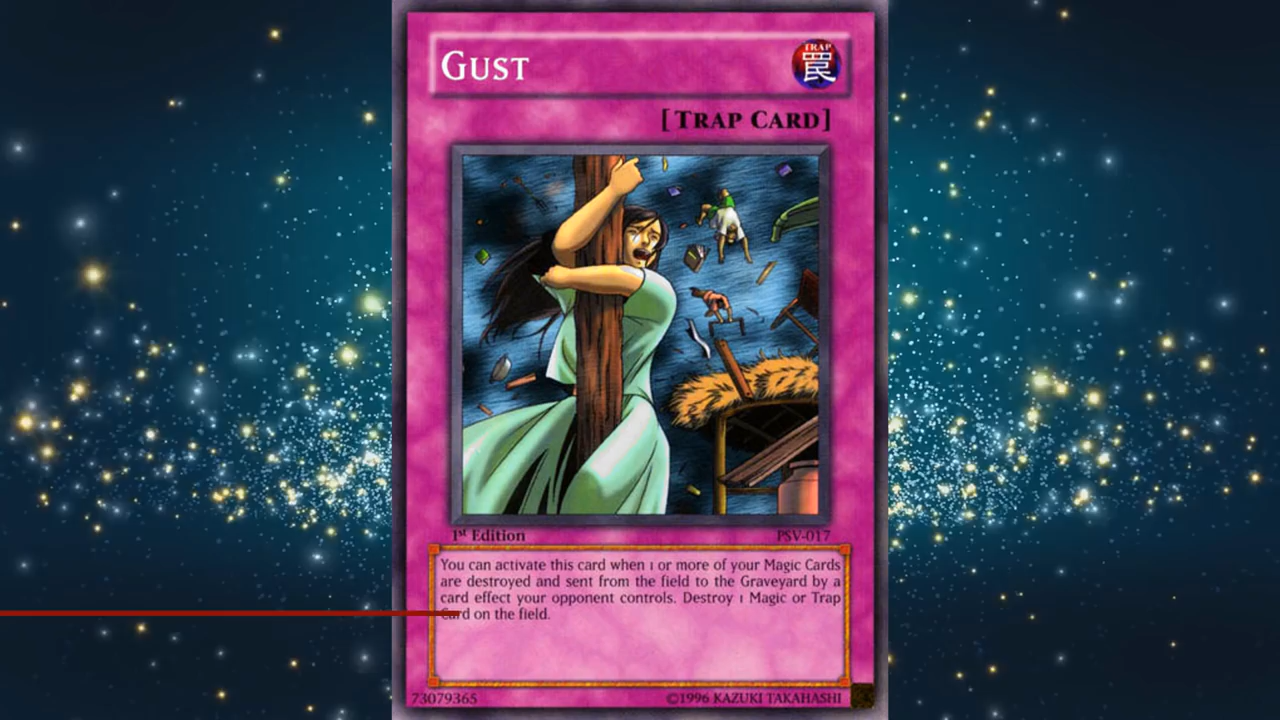 Gust
TRAP
罠
[TRAP CARD]
1st Edition
PSV-017
You can activate this card when 1 or more of your Magic Cards
are destroyed and sent from the field to the Graveyard by a
card effect your opponent controls. Destroy 1 Magic or Trap
Card on the field.
73079365
©1996 KAZUKI TAKAHASHI